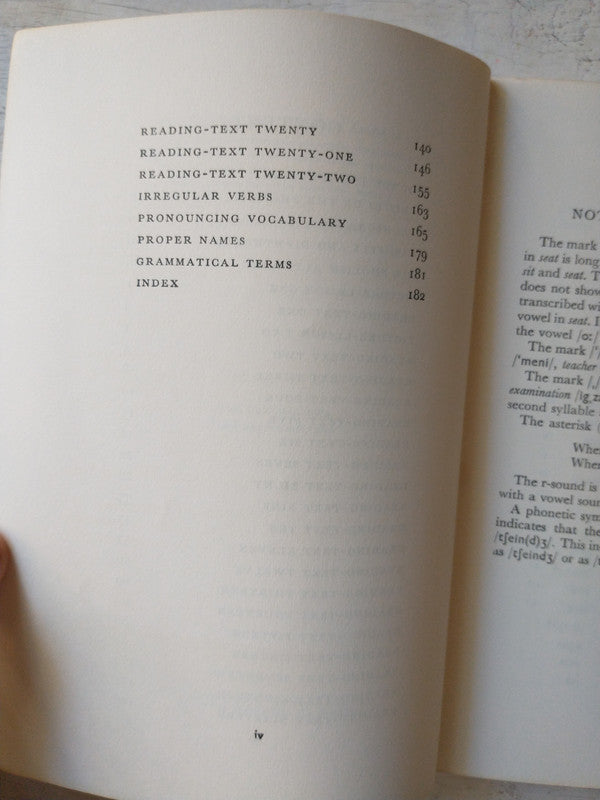 READING-TEXT TWENTY 140
READING-TEXT TWENTY-ONE 146
READING-TEXT TWENTY-TWO 155
IRREGULAR VERBS 163
PRONOUNCING VOCABULARY 165
PROPER NAMES 179
GRAMMATICAL TERMS 181
INDEX 182
iv
The mark
in seat is long
sit and seat. T
does not show
transcribed wi
vowel in seat. I
the vowel /ɔː/
The mark /ˈ/
/ˈmeni/, teacher
The mark /ˌ/
examination /igˌz
second syllable
The asterisk (
Whe
Whe
The r-sound is
with a vowel soun
A phonetic sym
indicates that the
/tʃein(d)ʒ/. This in
as /tʃeindʒ/ or as /t